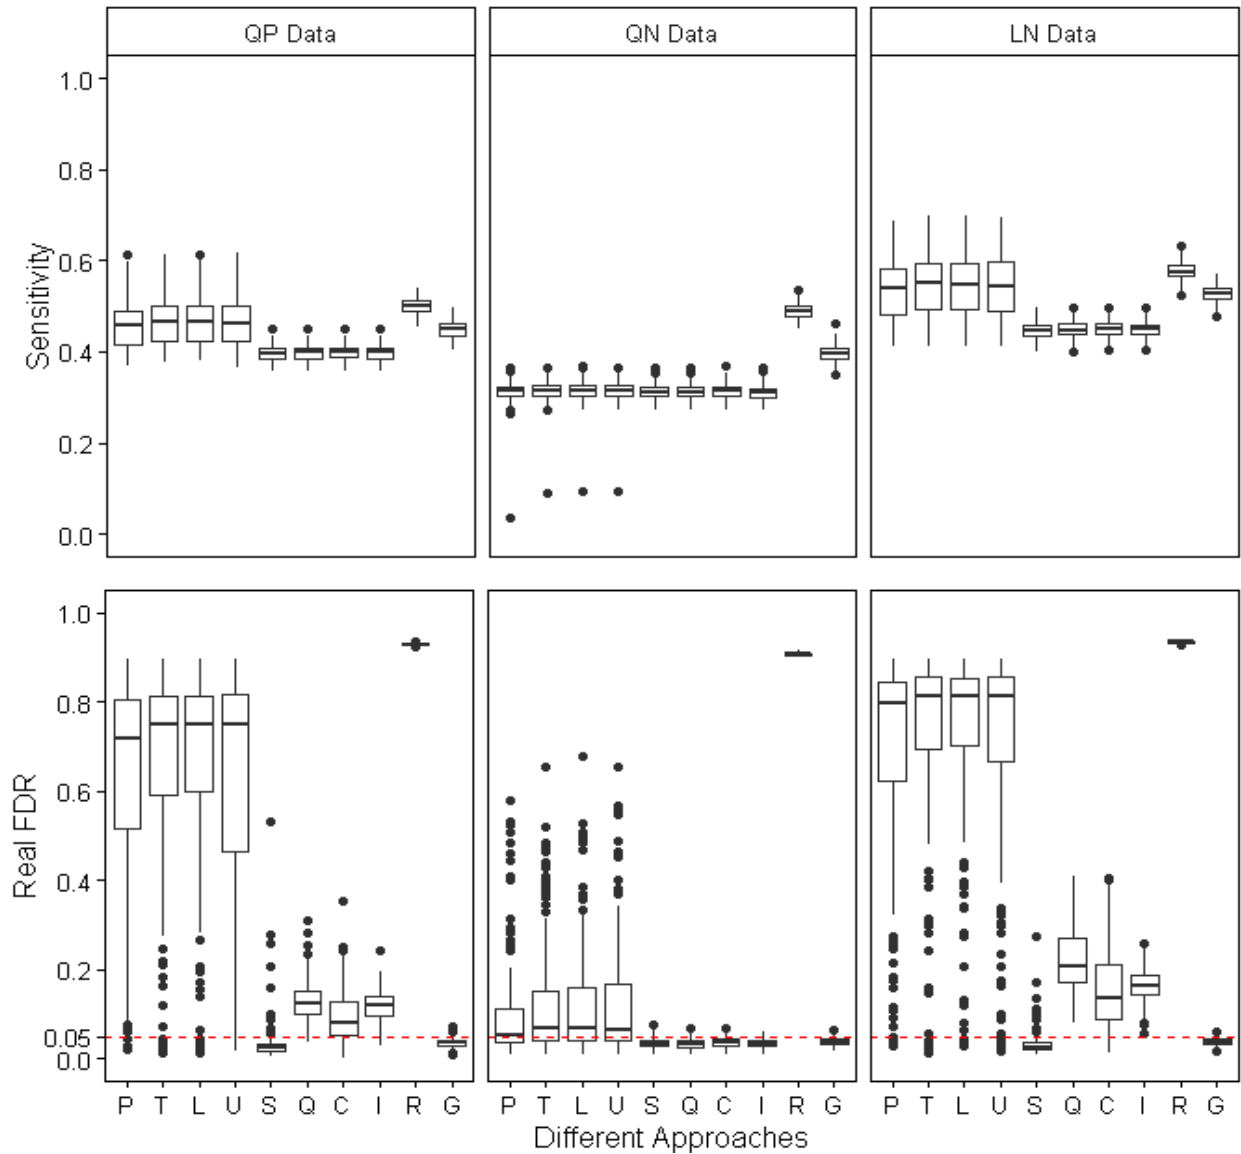 QP Data QN Data LN Data
1.0
0.8
0.6
0.4
0.2
0.0
Sensitivity
1.0
0.8
0.6
0.4
0.2
0.05
0.0
Real FDR
P T L U S Q C I R G P T L U S Q C I R G P T L U S Q C I R G
Different Approaches